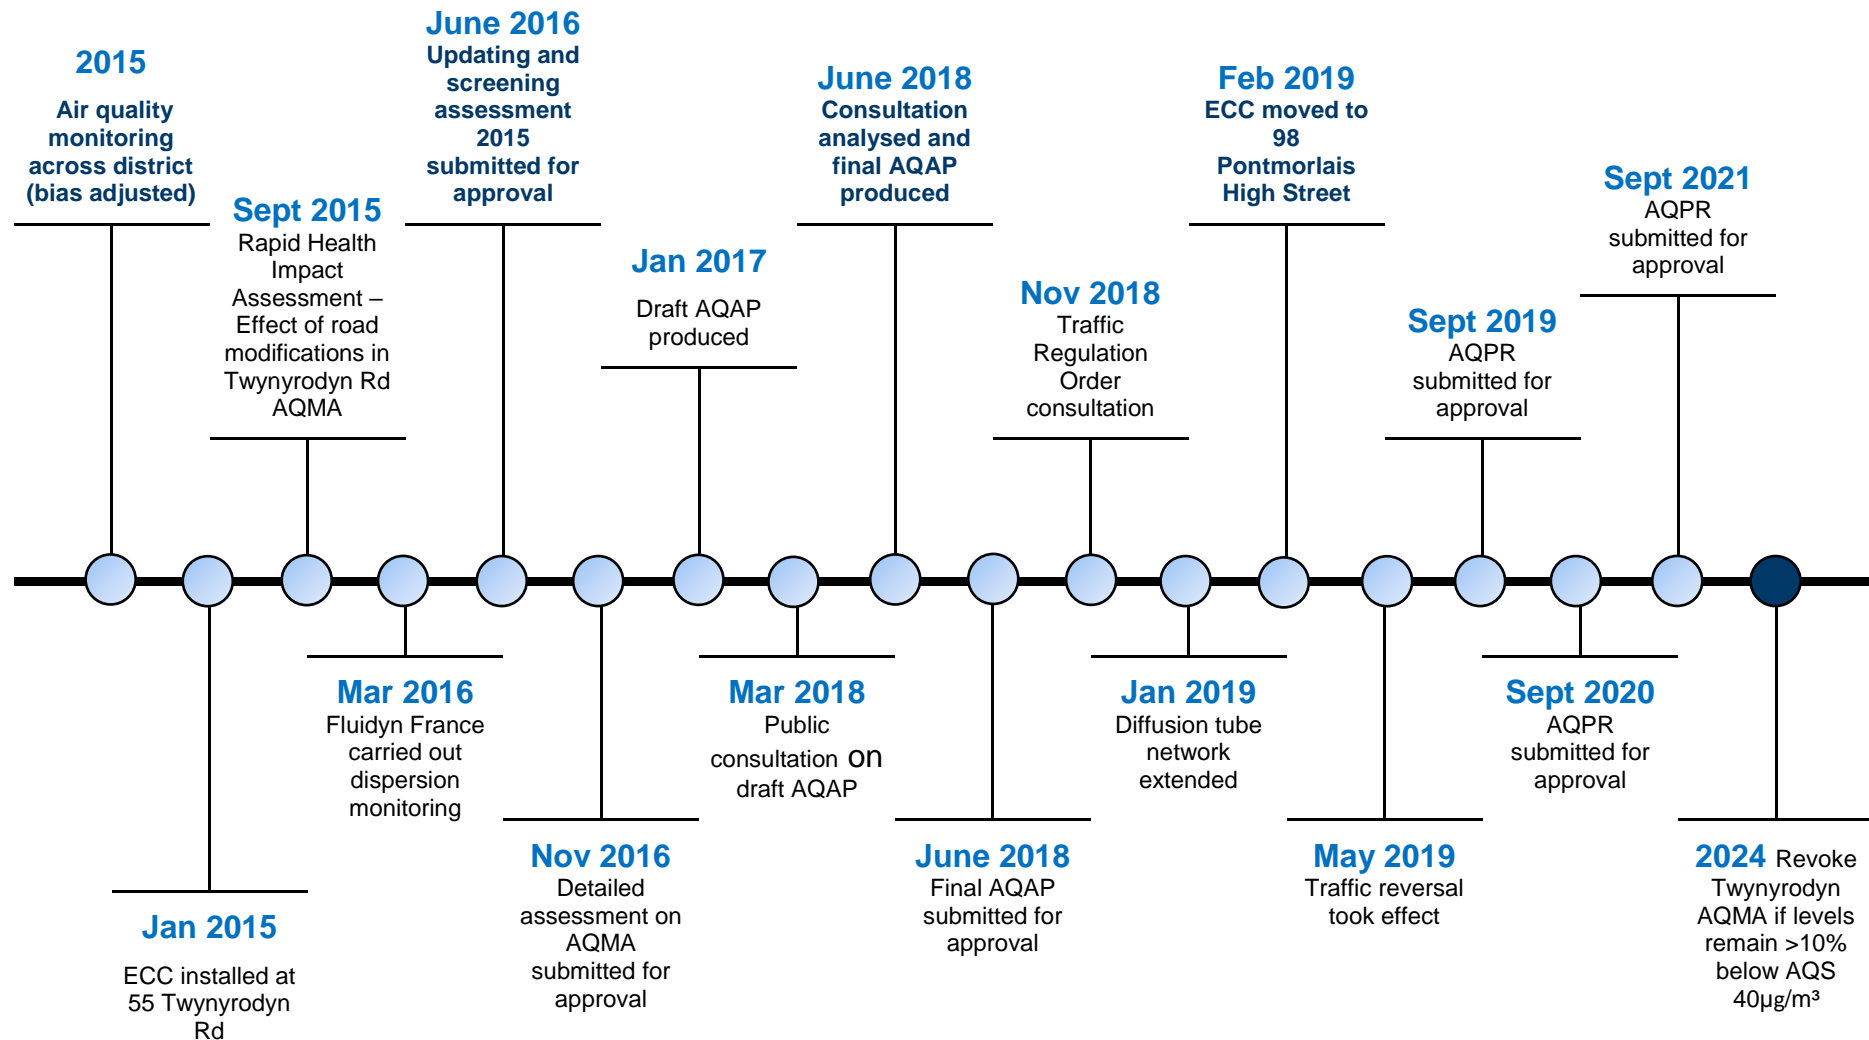 2015
Air quality
monitoring
across district
(bias adjusted)
Jan 2015
ECC installed at
55 Twynyrodyn
Rd
Sept 2015
Rapid Health
Impact
Assessment –
Effect of road
modifications in
Twynyrodyn Rd
AQMA
Mar 2016
Fluidyn France
carried out
dispersion
monitoring
June 2016
Updating and
screening
assessment
2015
submitted for
approval
Nov 2016
Detailed
assessment on
AQMA
submitted for
approval
Jan 2017
Draft AQAP
produced
Mar 2018
Public
consultation on
draft AQAP
June 2018
Consultation
analysed and
final AQAP
produced
June 2018
Final AQAP
submitted for
approval
Nov 2018
Traffic
Regulation
Order
consultation
Jan 2019
Diffusion tube
network
extended
Feb 2019
ECC moved to
98
Pontmorlais
High Street
May 2019
Traffic reversal
took effect
Sept 2019
AQPR
submitted for
approval
Sept 2020
AQPR
submitted for
approval
Sept 2021
AQPR
submitted for
approval
2024 Revoke
Twynyrodyn
AQMA if levels
remain >10%
below AQS
40µg/m³